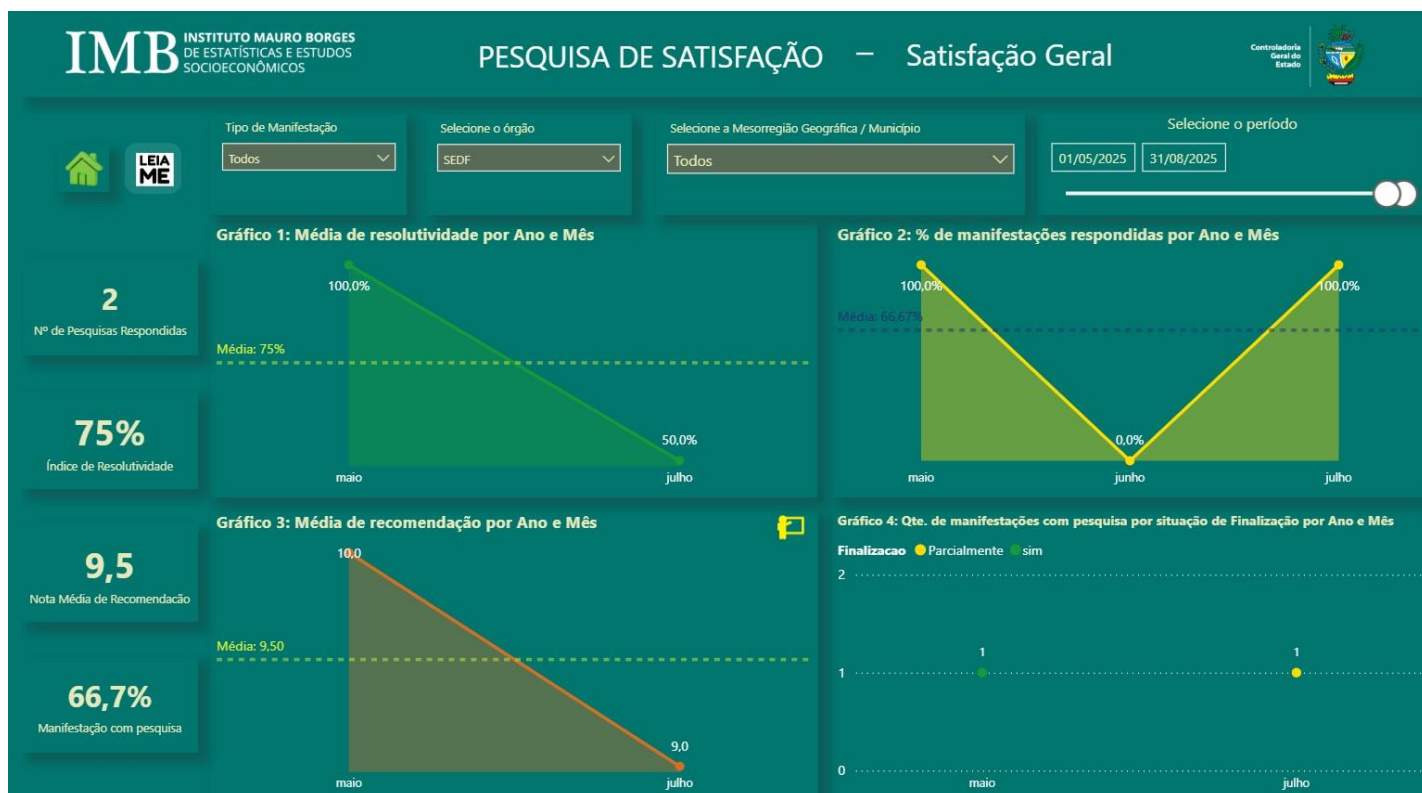 IMB
INSTITUTO MAURO BORGES
DE ESTATÍSTICAS E ESTUDOS
SOCIOECONÔMICOS
PESQUISA DE SATISFAÇÃO – Satisfação Geral
Controladoria
Geral do
Estado
Tipo de Manifestação
Todos
Selecione o órgão
SEDF
Selecione a Mesorregião Geográfica / Município
Todos
Selecione o período
01/05/2025 31/08/2025
LEIA
ME
2
Nº de Pesquisas Respondidas
75%
Índice de Resolutividade
9,5
Nota Média de Recomendacão
66,7%
Manifestação com pesquisa
Gráfico 1: Média de resolutividade por Ano e Mês
100,0%
Média: 75%
50,0%
maio julho
Gráfico 2: % de manifestações respondidas por Ano e Mês
100,0% 100,0%
Média: 66,67%
0,0%
maio junho julho
Gráfico 3: Média de recomendação por Ano e Mês
10,0
Média: 9,50
9,0
maio julho
Gráfico 4: Qte. de manifestações com pesquisa por situação de Finalização por Ano e Mês
Finalizacao Parcialmente sim
2
1 1
1
0
maio julho